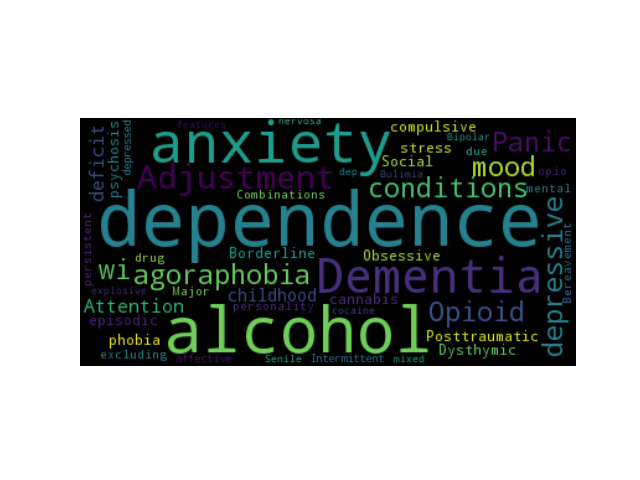 features
nervosa
anxiety
compulsive
Bipolar
deficit
psychosis
depressed
stress
due
Panic
Social
mood
Adjustment
dep
Bulimia
opio
Combinations
conditions
mental
dependence
persistent
drug
Borderline
Obsessive
depressive
Bereavement
wi
agoraphobia
Dementia
explosive
Major
childhood
cannabis
Attention
personality
cocaine
Opioid
episodic
alcohol
phobia
Posttraumatic
excluding
affective
Senile
Intermittent
mixed
Dysthymic